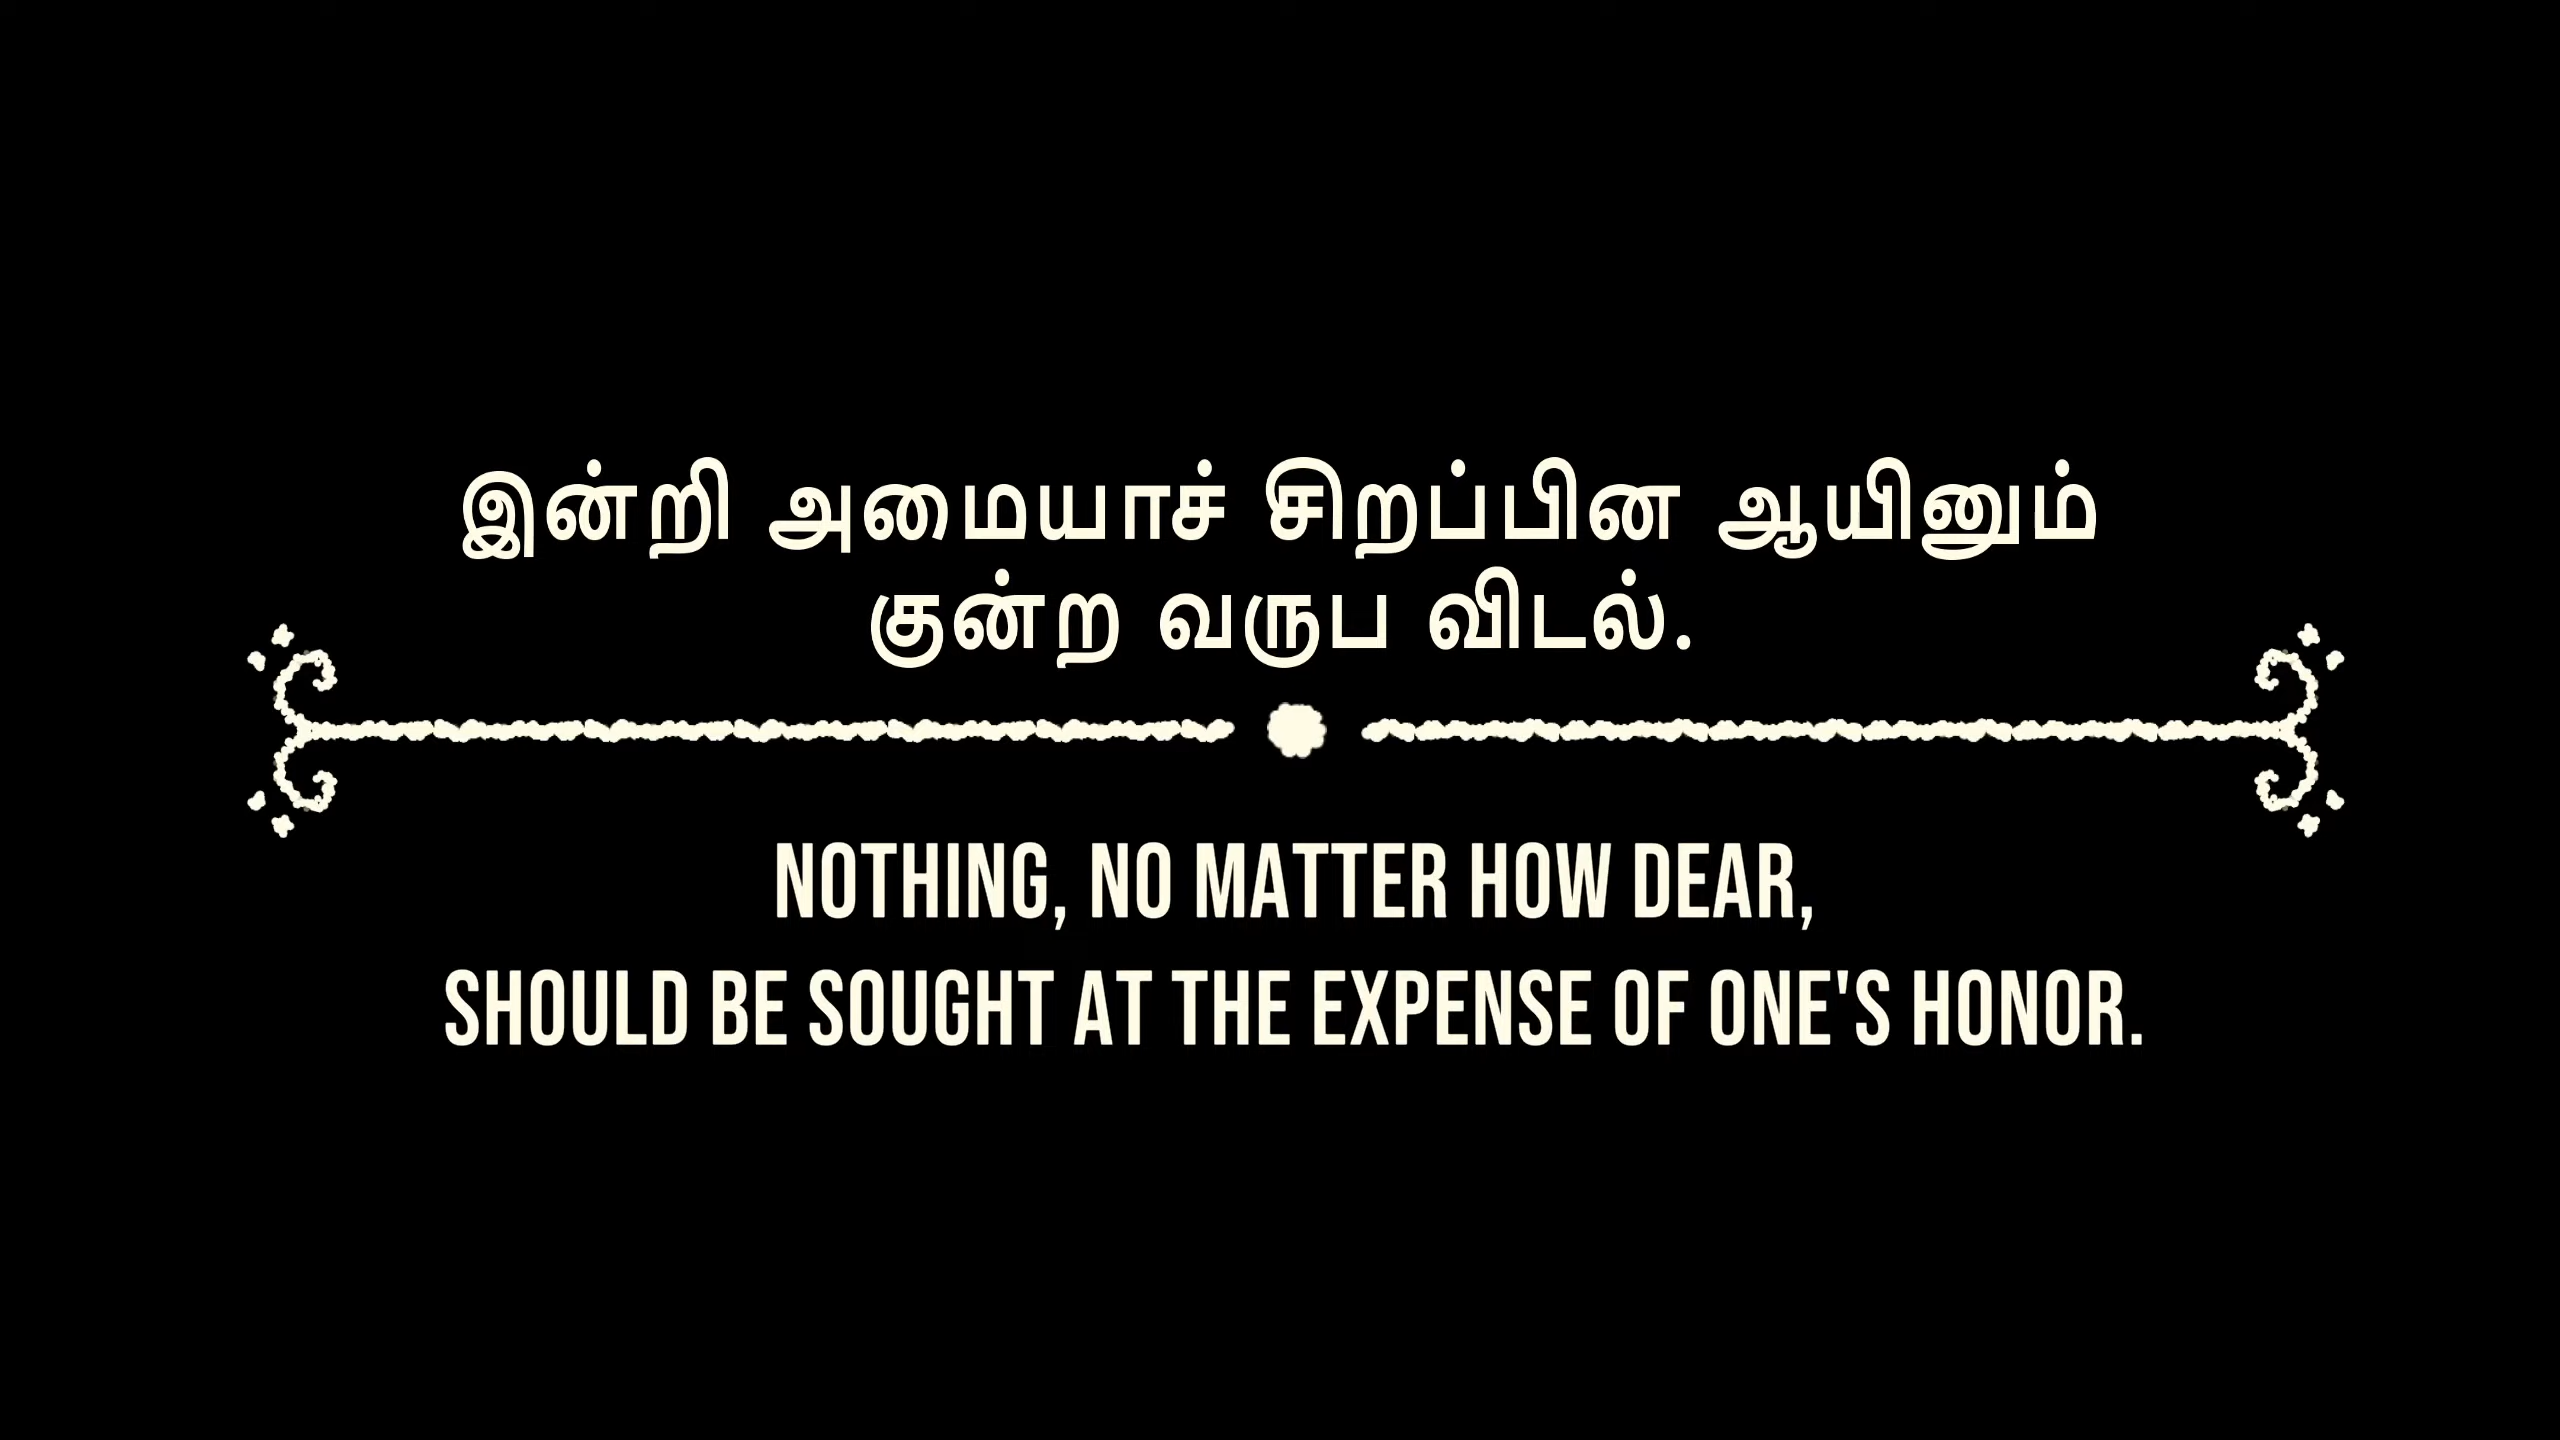 இன்றி அமையாச் சிறப்பின ஆயினும்
குன்ற வருப விடல்.
NOTHING, NO MATTER HOW DEAR,
SHOULD BE SOUGHT AT THE EXPENSE OF ONE'S HONOR.